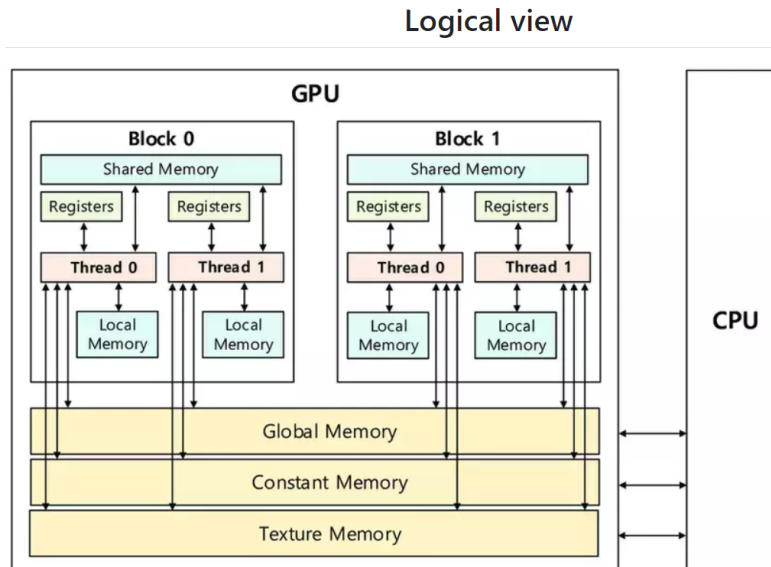 Logical view
GPU
Block 0
Block 1
Shared Memory
Shared Memory
Registers
Registers
Registers
Registers
Thread 0
Thread 1
Thread 0
Thread 1
Local
Memory
Local
Memory
Local
Memory
Local
Memory
CPU
Global Memory
Constant Memory
Texture Memory